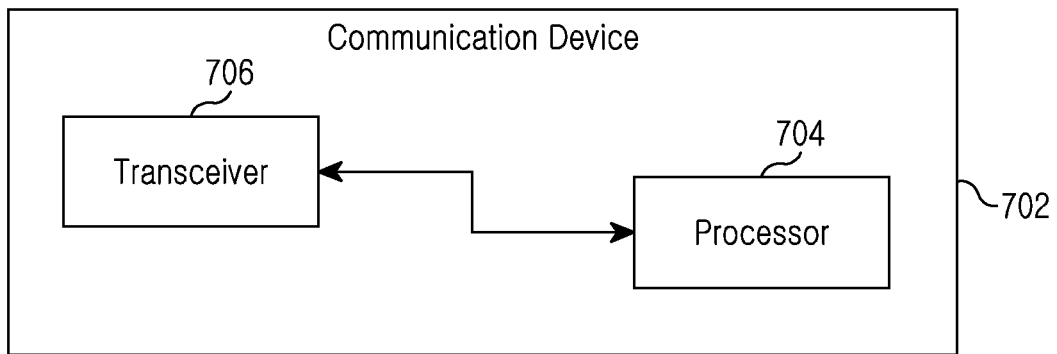 Communication Device
706
Transceiver
704
Processor
702